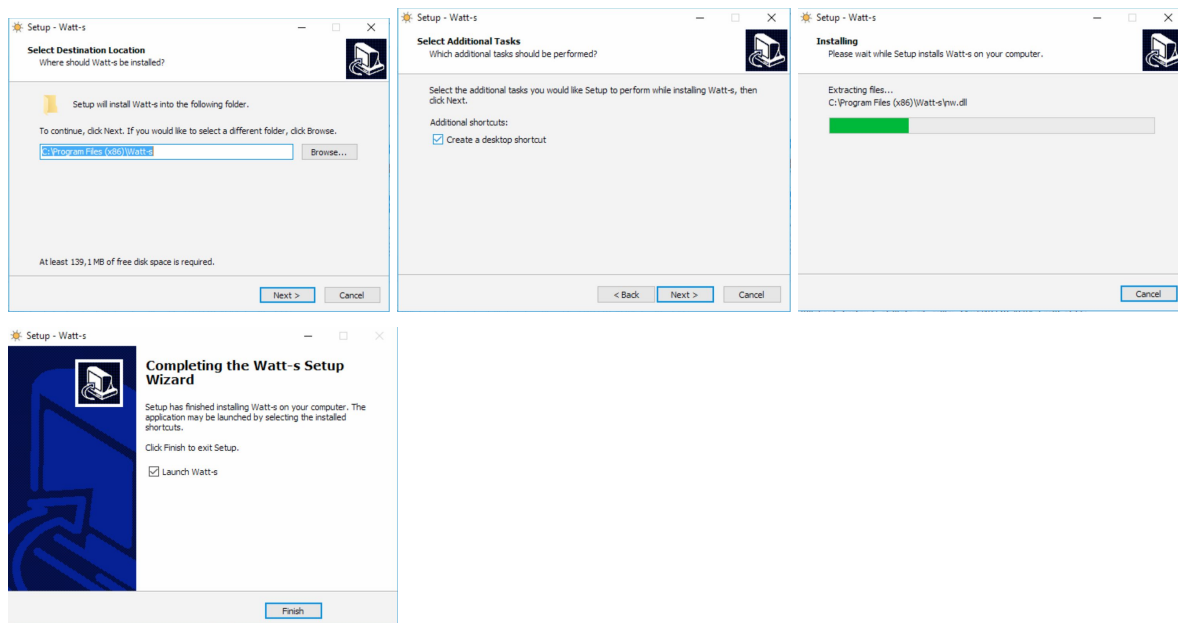 Setup - Watt-s
Select Destination Location
Where should Watt-s be installed?
Setup will install Watt-s into the following folder.
To continue, click Next. If you would like to select a different folder, click Browse.
C:\Program Files (x86)\Watt-s
Browse...
At least 139,1 MB of free disk space is required.
Next >
Cancel
Setup - Watt-s
Select Additional Tasks
Which additional tasks should be performed?
Select the additional tasks you would like Setup to perform while installing Watt-s, then
click Next.
Additional shortcuts:
Create a desktop shortcut
< Back
Next >
Cancel
Setup - Watt-s
Installing
Please wait while Setup installs Watt-s on your computer.
Extracting files...
C:\Program Files (x86)\Watt-s\nw.dll
Cancel
Setup - Watt-s
Completing the Watt-s Setup
Wizard
Setup has finished installing Watt-s on your computer. The
application may be launched by selecting the installed
shortcuts.
Click Finish to exit Setup.
Launch Watt-s
Finish